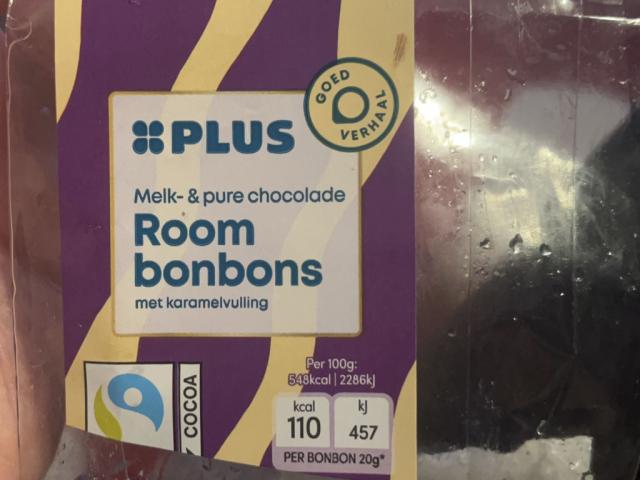 GOED
VERHAAL
PLUS
Melk- & pure chocolade
Room
bonbons
met karamelvulling
COCOA
Per 100g:
548kcal | 2286kJ
kcal
110
kJ
457
PER BONBON 20g*